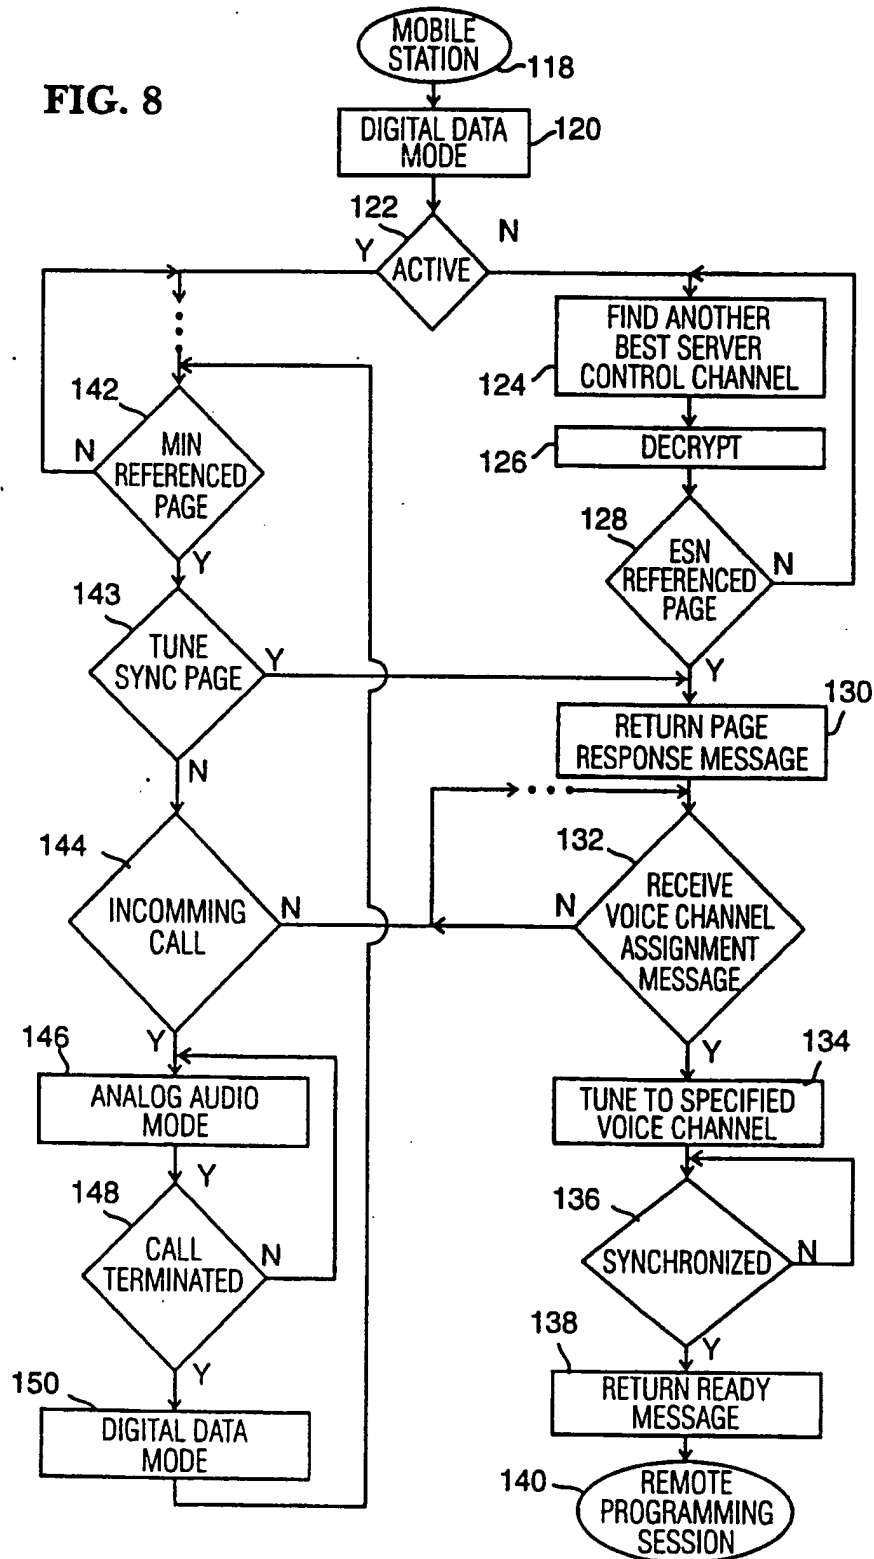 FIG. 8
MOBILE
STATION
118
DIGITAL DATA
MODE
120
122
Y
N
ACTIVE
FIND ANOTHER
BEST SERVER
CONTROL CHANNEL
124
DECRYPT
126
142
N
MIN
REFERENCED
PAGE
Y
128
ESN
REFERENCED
PAGE
N
Y
143
TUNE
SYNC PAGE
Y
N
130
RETURN PAGE
RESPONSE MESSAGE
144
INCOMMING
CALL
N
Y
132
N
RECEIVE
VOICE CHANNEL
ASSIGNMENT
MESSAGE
Y
146
ANALOG AUDIO
MODE
Y
134
TUNE TO SPECIFIED
VOICE CHANNEL
148
CALL
TERMINATED
N
Y
136
SYNCHRONIZED
N
Y
150
DIGITAL DATA
MODE
138
RETURN READY
MESSAGE
140
REMOTE
PROGRAMMING
SESSION